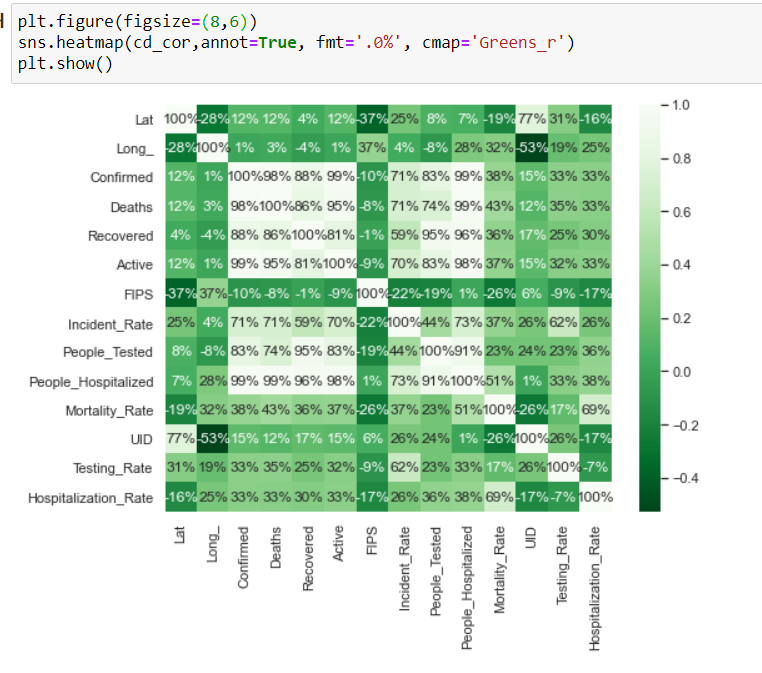 plt.figure(figsize=(8,6))
sns.heatmap(cd_cor,annot=True, fmt='.0%', cmap='Greens_r')
plt.show()
Lat 100% -28% 12% 12% 4% 12% -37% 25% 8% 7% -19% 77% 31% -16%
Long_ -28% 100% 1% 3% -4% 1% 37% 4% -8% 28% 32% -53% 19% 25%
Confirmed 12% 1% 100% 98% 88% 99% -10% 71% 83% 99% 38% 15% 33% 33%
Deaths 12% 3% 98% 100% 86% 95% -8% 71% 74% 99% 43% 12% 35% 33%
Recovered 4% -4% 88% 86% 100% 81% -1% 59% 95% 96% 36% 17% 25% 30%
Active 12% 1% 99% 95% 81% 100% -9% 70% 83% 98% 37% 15% 32% 33%
FIPS -37% 37% -10% -8% -1% -9% 100% -22% -19% 1% -26% 6% -9% -17%
Incident_Rate 25% 4% 71% 71% 59% 70% -22% 100% 44% 73% 37% 26% 62% 26%
People_Tested 8% -8% 83% 74% 95% 83% -19% 44% 100% 91% 23% 24% 23% 36%
People_Hospitalized 7% 28% 99% 99% 96% 98% 1% 73% 91% 100% 51% 1% 33% 38%
Mortality_Rate -19% 32% 38% 43% 36% 37% -26% 37% 23% 51% 100% -26% 17% 69%
UID 77% -53% 15% 12% 17% 15% 6% 26% 24% 1% -26% 100% 26% -17%
Testing_Rate 31% 19% 33% 35% 25% 32% -9% 62% 23% 33% 17% 26% 100% -7%
Hospitalization_Rate -16% 25% 33% 33% 30% 33% -17% 26% 36% 38% 69% -17% -7% 100%
Lat
Long_
Confirmed
Deaths
Recovered
Active
FIPS
Incident_Rate
People_Tested
People_Hospitalized
Mortality_Rate
UID
Testing_Rate
Hospitalization_Rate
1.0
0.8
0.6
0.4
0.2
0.0
-0.2
-0.4